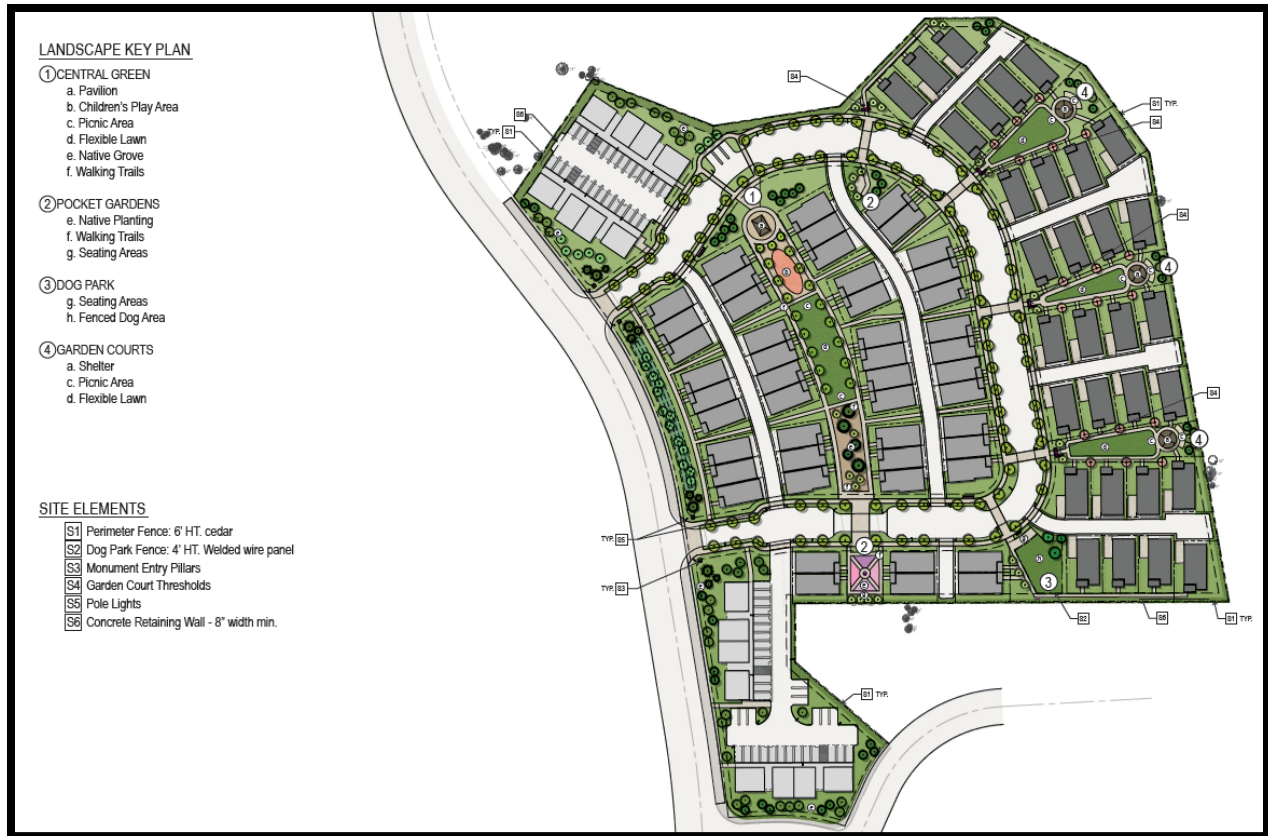 LANDSCAPE KEY PLAN
1 CENTRAL GREEN
a. Pavilion
b. Children's Play Area
c. Picnic Area
d. Flexible Lawn
e. Native Grove
f. Walking Trails
2 POCKET GARDENS
e. Native Planting
f. Walking Trails
g. Seating Areas
3 DOG PARK
g. Seating Areas
h. Fenced Dog Area
4 GARDEN COURTS
a. Shelter
c. Picnic Area
d. Flexible Lawn
SITE ELEMENTS
S1 Perimeter Fence: 6' HT. cedar
S2 Dog Park Fence: 4' HT. Welded wire panel
S3 Monument Entry Pillars
S4 Garden Court Thresholds
S5 Pole Lights
S6 Concrete Retaining Wall - 8" width min.
S4
4
S1 TYP.
S4
S6
TYP. S1
1
2
S4
4
S4
4
TYP. S5
2
TYP. S3
3
S2
S6
S1 TYP.
S1 TYP.